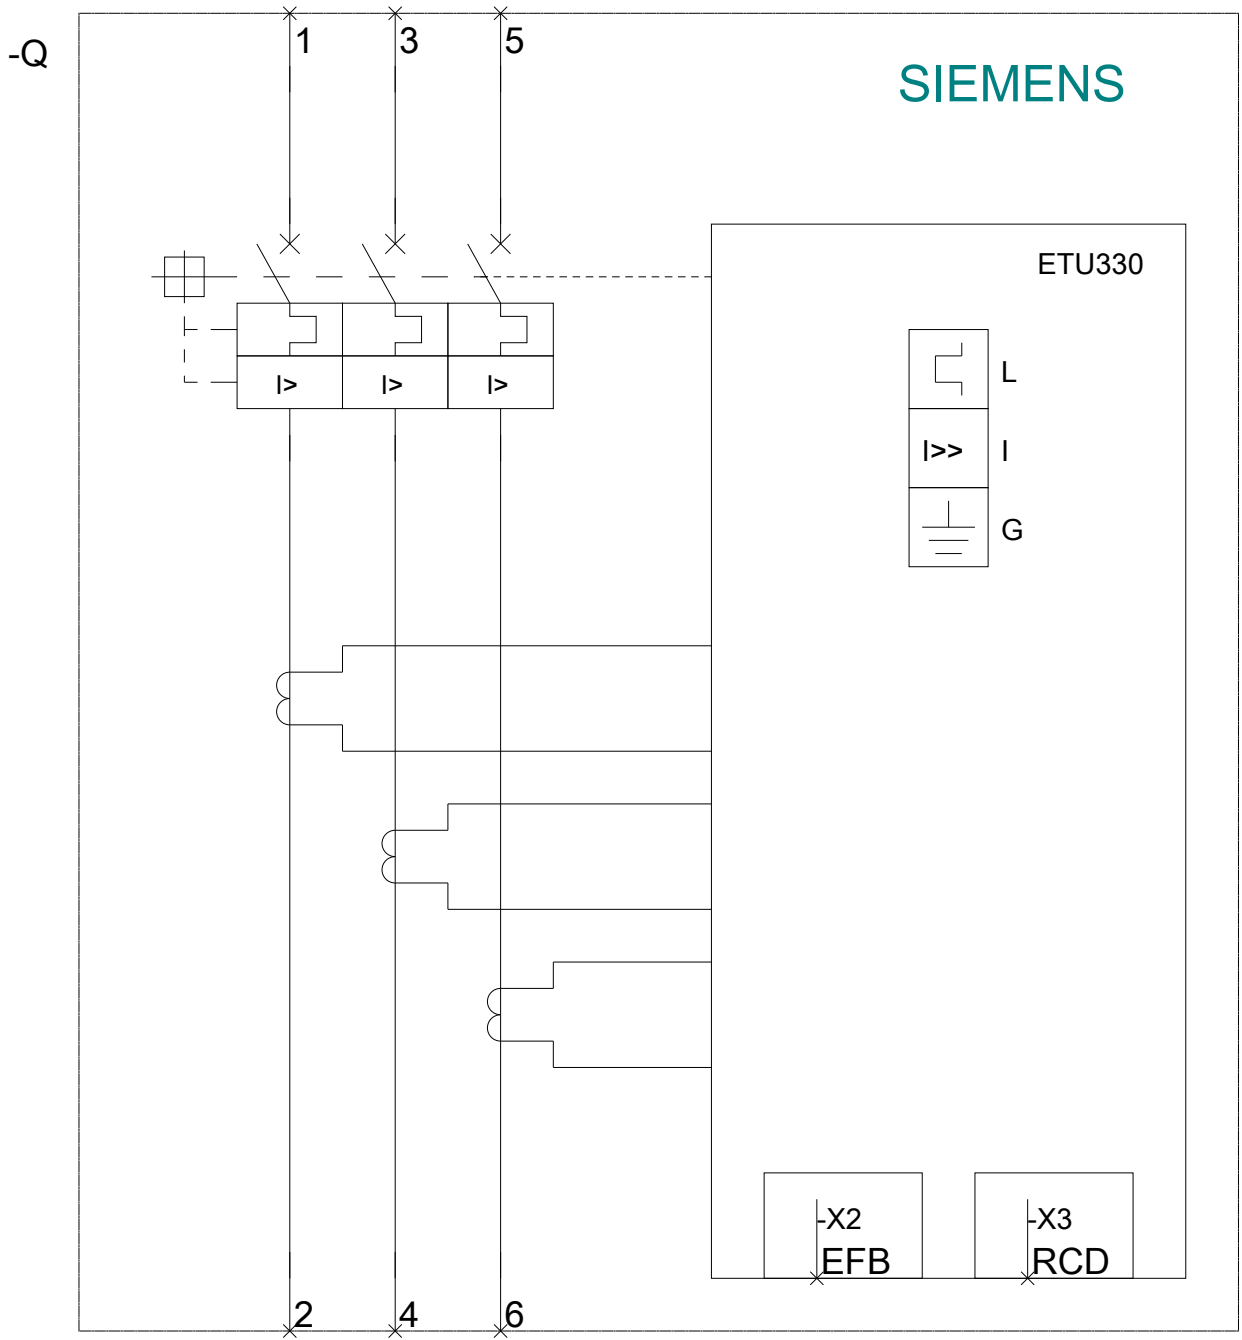 1 3 5
-Q
SIEMENS
ETU330
L
I> I> I>
I>> I
G
-X2 -X3
EFB RCD
2 4 6